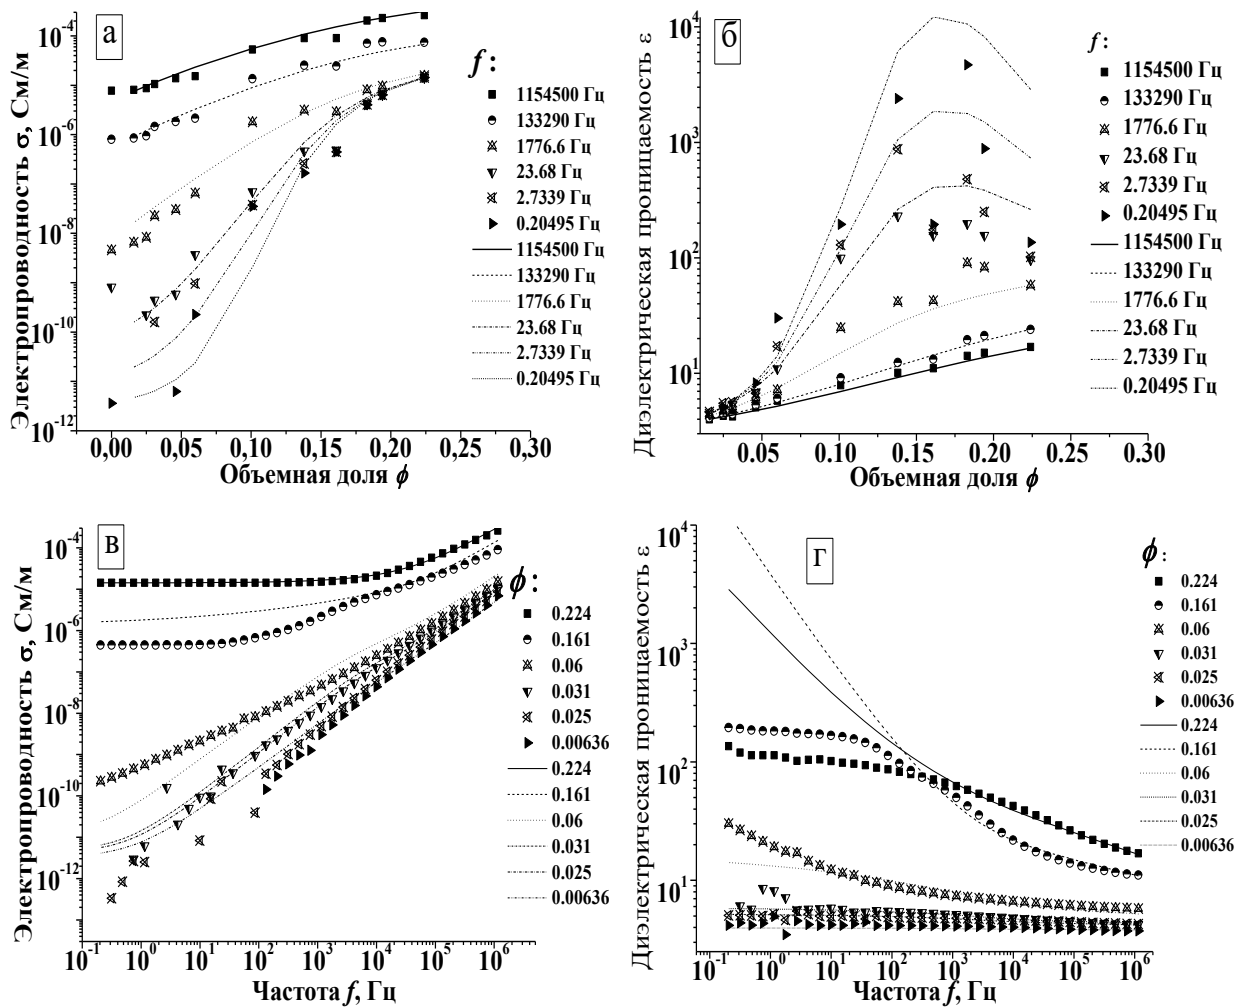 а
Электропроводность σ, См/м
10⁻⁴
10⁻⁶
10⁻⁸
10⁻¹⁰
10⁻¹²
0,00 0,05 0,10 0,15 0,20 0,25 0,30
Объемная доля ϕ
f :
1154500 Гц
133290 Гц
1776.6 Гц
23.68 Гц
2.7339 Гц
0.20495 Гц
1154500 Гц
133290 Гц
1776.6 Гц
23.68 Гц
2.7339 Гц
0.20495 Гц
б
Диэлектрическая проницаемость ε
10⁴
10³
10²
10¹
0.05 0.10 0.15 0.20 0.25 0.30
Объемная доля ϕ
f :
1154500 Гц
133290 Гц
1776.6 Гц
23.68 Гц
2.7339 Гц
0.20495 Гц
1154500 Гц
133290 Гц
1776.6 Гц
23.68 Гц
2.7339 Гц
0.20495 Гц
в
Электропроводность σ, См/м
10⁻⁴
10⁻⁶
10⁻⁸
10⁻¹⁰
10⁻¹²
10⁻¹ 10⁰ 10¹ 10² 10³ 10⁴ 10⁵ 10⁶
Частота f, Гц
ϕ :
0.224
0.161
0.06
0.031
0.025
0.00636
0.224
0.161
0.06
0.031
0.025
0.00636
г
Диэлектрическая проницаемость ε
10⁴
10³
10²
10¹
10⁻¹ 10⁰ 10¹ 10² 10³ 10⁴ 10⁵ 10⁶
Частота f, Гц
ϕ :
0.224
0.161
0.06
0.031
0.025
0.00636
0.224
0.161
0.06
0.031
0.025
0.00636